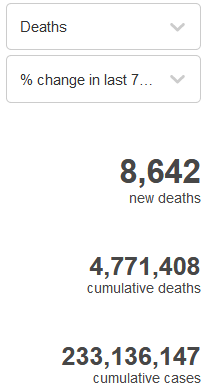 Deaths
% change in last 7...
8,642
new deaths
4,771,408
cumulative deaths
233,136,147
cumulative cases